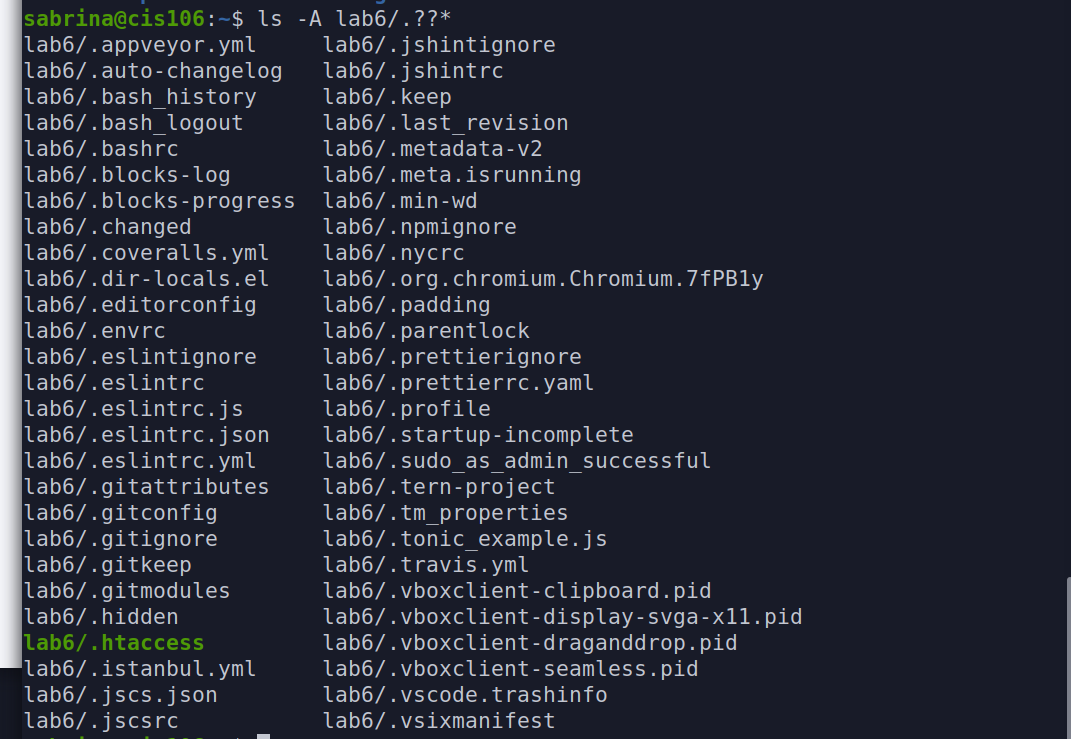 sabrina@cis106:~$ ls -A lab6/.??*
lab6/.appveyor.yml     lab6/.jshintignore
lab6/.auto-changelog   lab6/.jshintrc
lab6/.bash_history     lab6/.keep
lab6/.bash_logout      lab6/.last_revision
lab6/.bashrc           lab6/.metadata-v2
lab6/.blocks-log       lab6/.meta.isrunning
lab6/.blocks-progress  lab6/.min-wd
lab6/.changed          lab6/.npmignore
lab6/.coveralls.yml    lab6/.nycrc
lab6/.dir-locals.el    lab6/.org.chromium.Chromium.7fPB1y
lab6/.editorconfig     lab6/.padding
lab6/.envrc            lab6/.parentlock
lab6/.eslintignore     lab6/.prettierignore
lab6/.eslintrc         lab6/.prettierrc.yaml
lab6/.eslintrc.js      lab6/.profile
lab6/.eslintrc.json    lab6/.startup-incomplete
lab6/.eslintrc.yml     lab6/.sudo_as_admin_successful
lab6/.gitattributes    lab6/.tern-project
lab6/.gitconfig        lab6/.tm_properties
lab6/.gitignore        lab6/.tonic_example.js
lab6/.gitkeep          lab6/.travis.yml
lab6/.gitmodules       lab6/.vboxclient-clipboard.pid
lab6/.hidden           lab6/.vboxclient-display-svga-x11.pid
lab6/.htaccess         lab6/.vboxclient-draganddrop.pid
lab6/.istanbul.yml     lab6/.vboxclient-seamless.pid
lab6/.jscs.json        lab6/.vscode.trashinfo
lab6/.jscsrc           lab6/.vsixmanifest